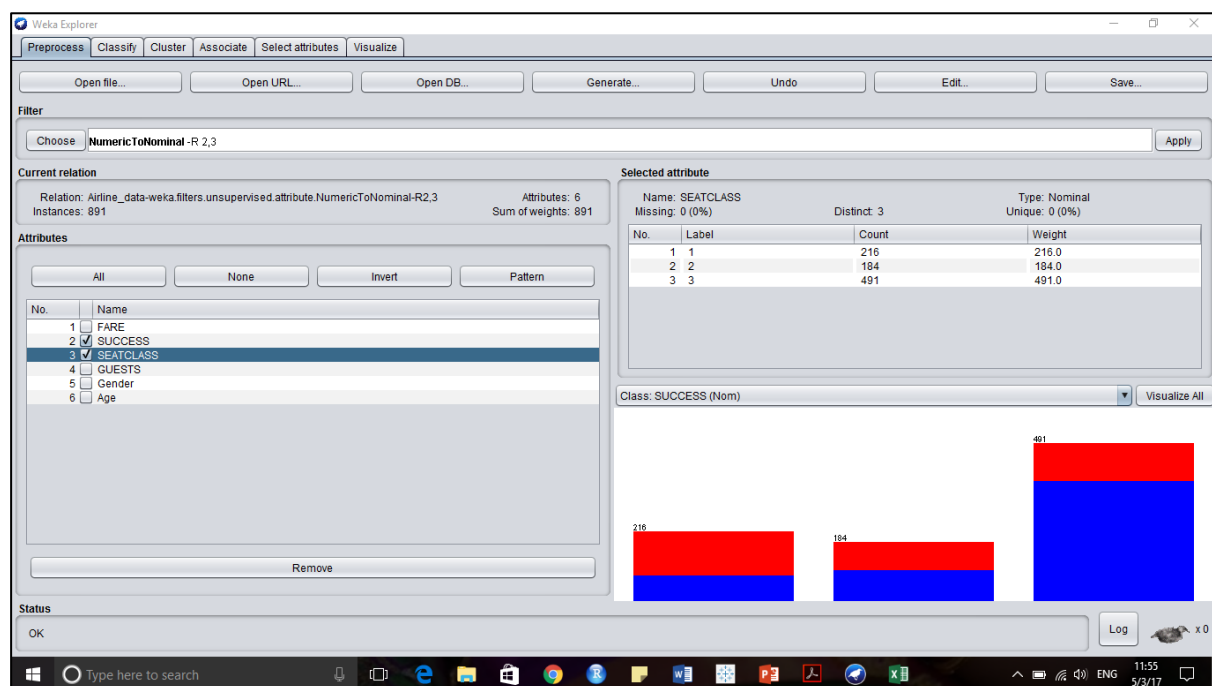 Weka Explorer
Preprocess Classify Cluster Associate Select attributes Visualize
Open file... Open URL... Open DB... Generate... Undo Edit... Save...
Filter
Choose NumericToNominal -R 2,3 Apply
Current relation
Relation: Airline_data-weka.filters.unsupervised.attribute.NumericToNominal-R2,3 Attributes: 6
Instances: 891 Sum of weights: 891
Attributes
All None Invert Pattern
No. Name
1 FARE
2 SUCCESS
3 SEATCLASS
4 GUESTS
5 Gender
6 Age
Remove
Selected attribute
Name: SEATCLASS Type: Nominal
Missing: 0 (0%) Distinct: 3 Unique: 0 (0%)
No. Label Count Weight
1 1 216 216.0
2 2 184 184.0
3 3 491 491.0
Class: SUCCESS (Nom) Visualize All
491
216
184
Status
OK
Log x 0
Type here to search
ENG 11:55
5/3/17